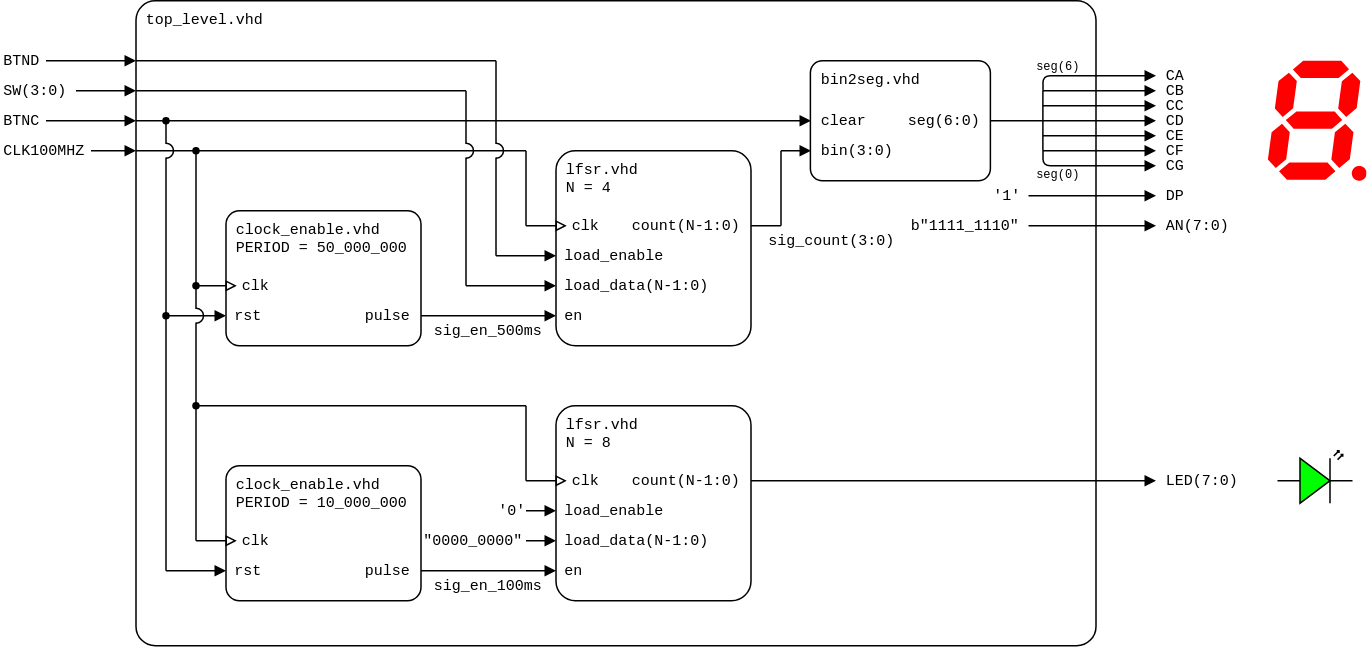 top_level.vhd
BTND
SW(3:0)
BTNC
CLK100MHZ
bin2seg.vhd
clear seg(6:0)
bin(3:0)
seg(6)
CA
CB
CC
CD
CE
CF
CG
seg(0)
'1' DP
b"1111_1110" AN(7:0)
lfsr.vhd
N = 4
clk count(N-1:0)
load_enable
load_data(N-1:0)
en
sig_count(3:0)
clock_enable.vhd
PERIOD = 50_000_000
clk
rst pulse
sig_en_500ms
lfsr.vhd
N = 8
clk count(N-1:0)
'0' load_enable
"0000_0000" load_data(N-1:0)
en
LED(7:0)
clock_enable.vhd
PERIOD = 10_000_000
clk
rst pulse
sig_en_100ms